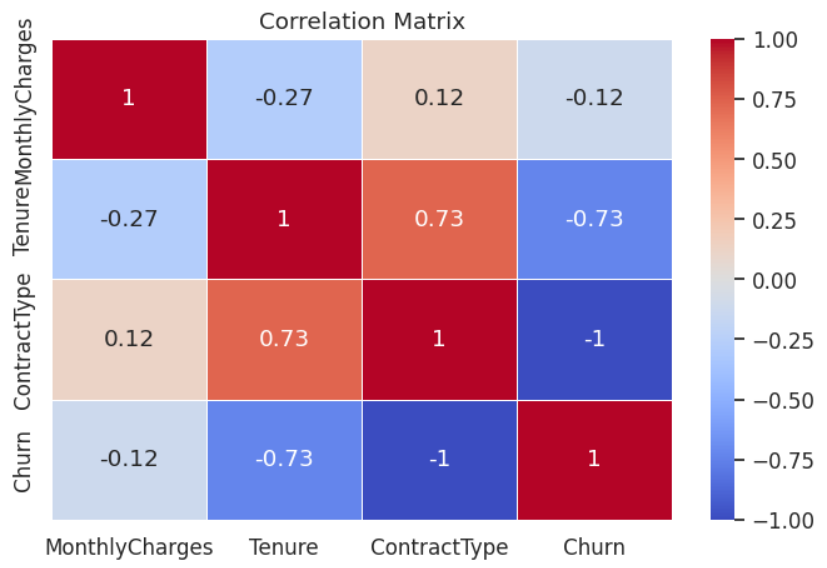 Correlation Matrix
MonthlyCharges
1 -0.27 0.12 -0.12
Tenure
-0.27 1 0.73 -0.73
ContractType
0.12 0.73 1 -1
Churn
-0.12 -0.73 -1 1
MonthlyCharges Tenure ContractType Churn
1.00
0.75
0.50
0.25
0.00
−0.25
−0.50
−0.75
−1.00